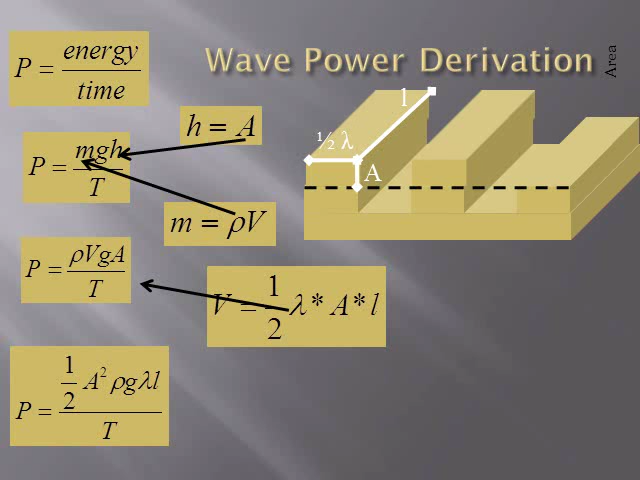 Wave Power Derivation
Area
P = energy/time
h = A
P = mgh/T
m = ρV
P = ρVgA/T
V = 1/2 λ * A * l
P = 1/2 A² ρgλl/T
½ λ
l
A